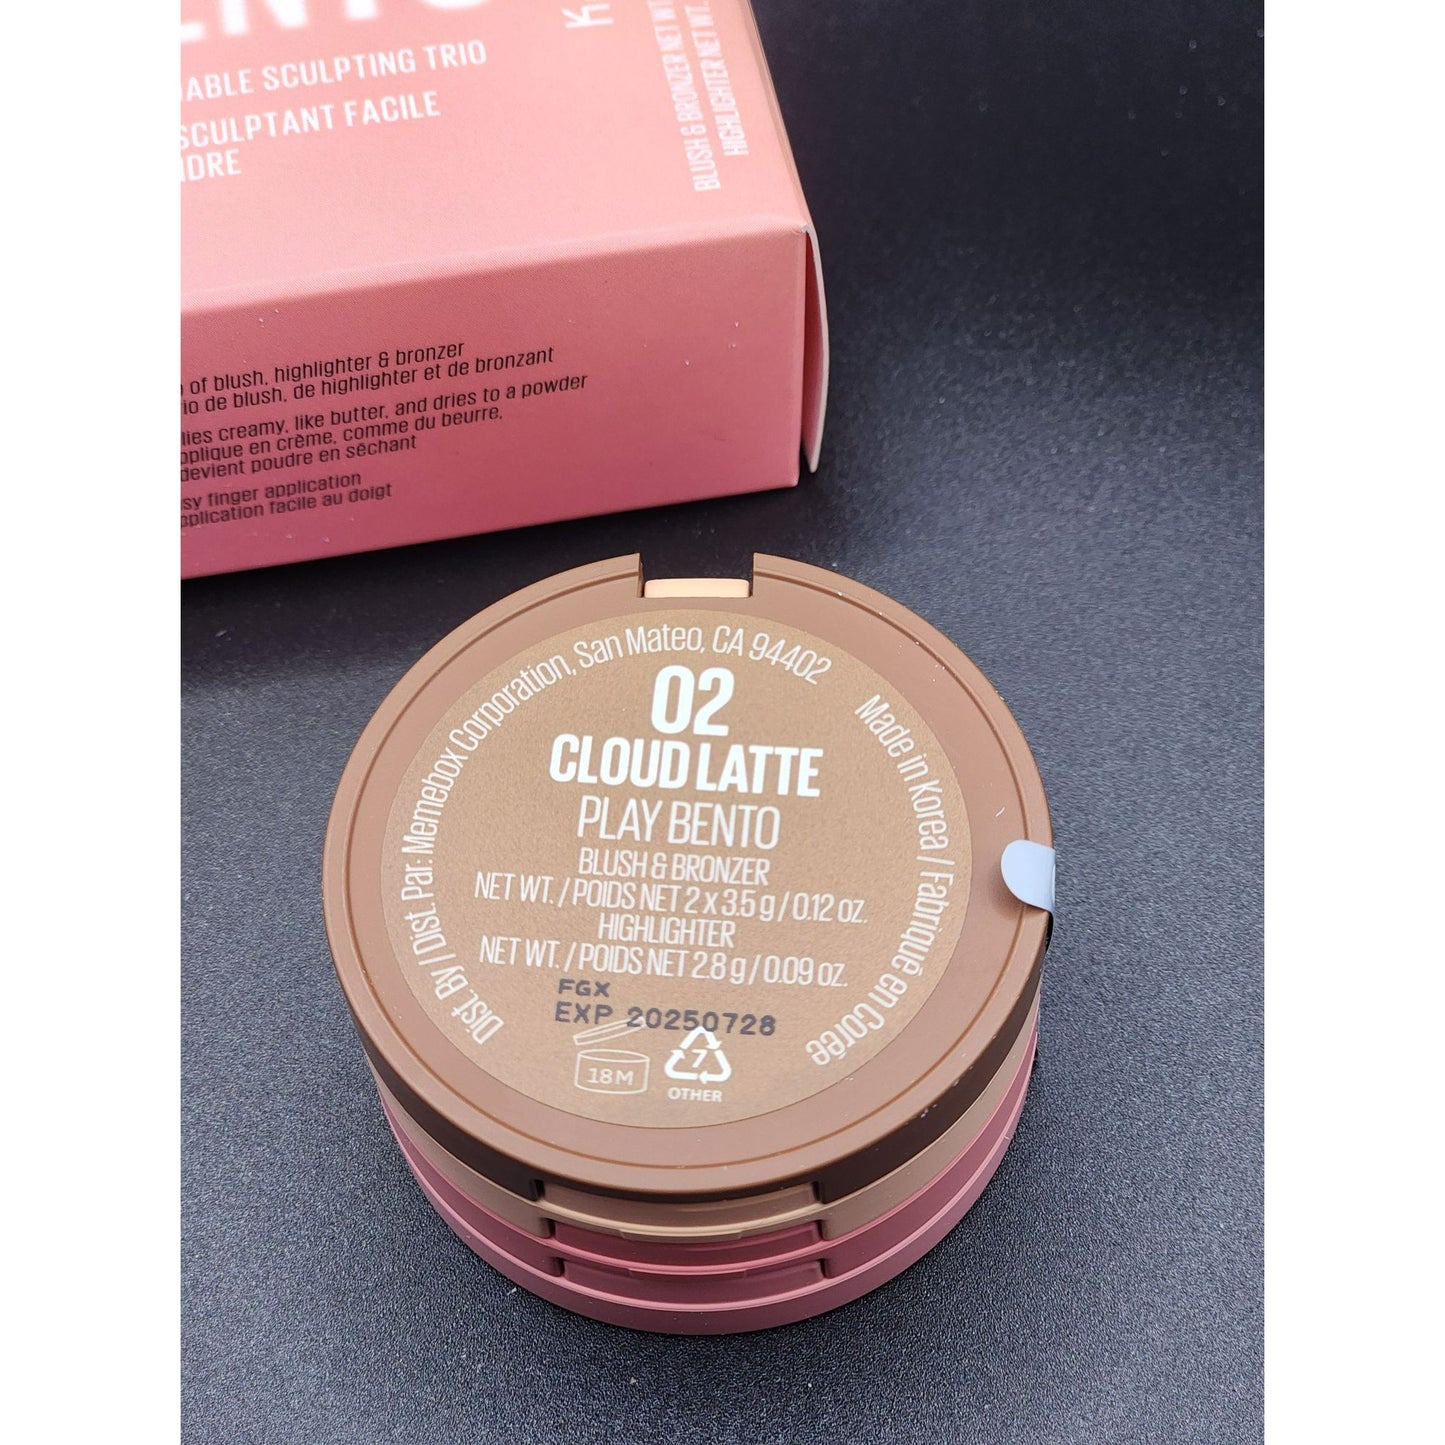 SCULPTING TRIO
SCULPTANT FACILE
BLUSH & BRONZER NET WT.
HIGHLIGHTER NET WT.
of blush, highlighter & bronzer
de blush, de highlighter et de bronzant
creamy, like butter, and dries to a powder
en crème, comme du beurre,
devient poudre en séchant
finger application
application facile au doigt
Dist. By / Dist. Par: Memebox Corporation, San Mateo, CA 94402
Made in Korea / Fabriqué en Corée
02
CLOUD LATTE
PLAY BENTO
BLUSH & BRONZER
NET WT. / POIDS NET 2 x 3.5 g / 0.12 oz.
HIGHLIGHTER
NET WT. / POIDS NET 2.8 g / 0.09 oz.
FGX
EXP 20250728
18M
7
OTHER